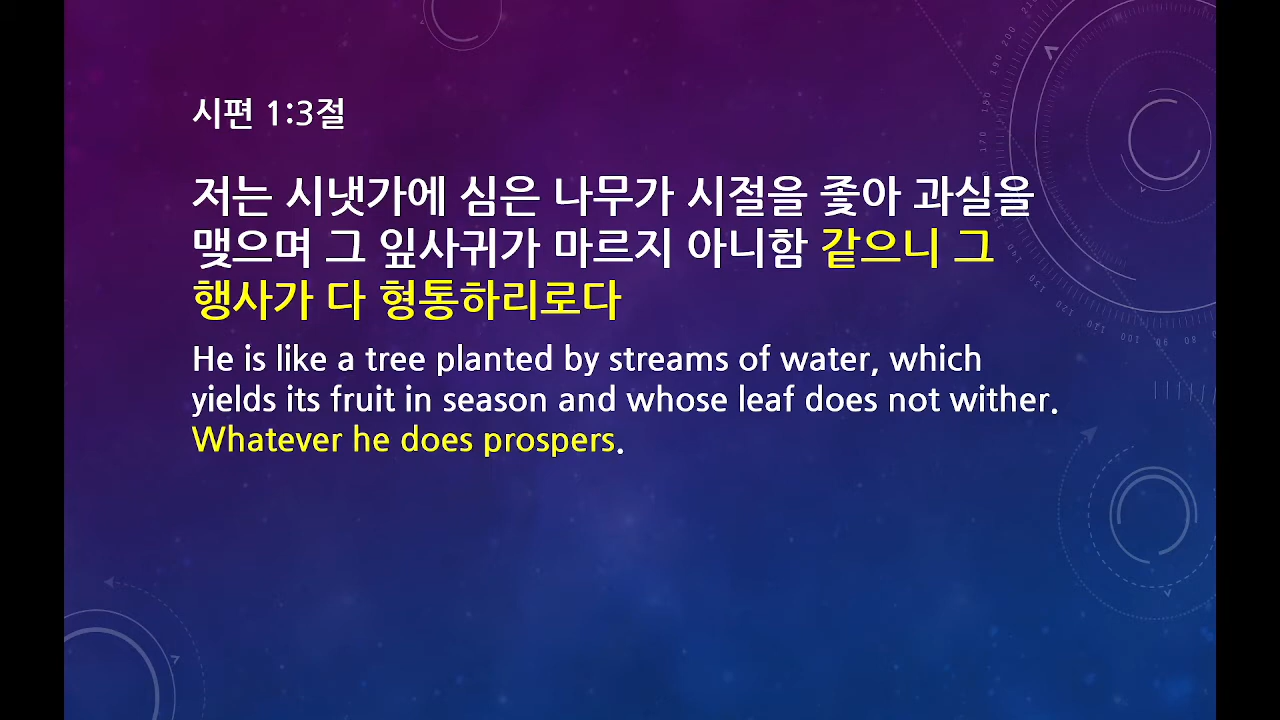 시편 1:3절
저는 시냇가에 심은 나무가 시절을 좇아 과실을
맺으며 그 잎사귀가 마르지 아니함 같으니 그
행사가 다 형통하리로다
He is like a tree planted by streams of water, which
yields its fruit in season and whose leaf does not wither.
Whatever he does prospers.